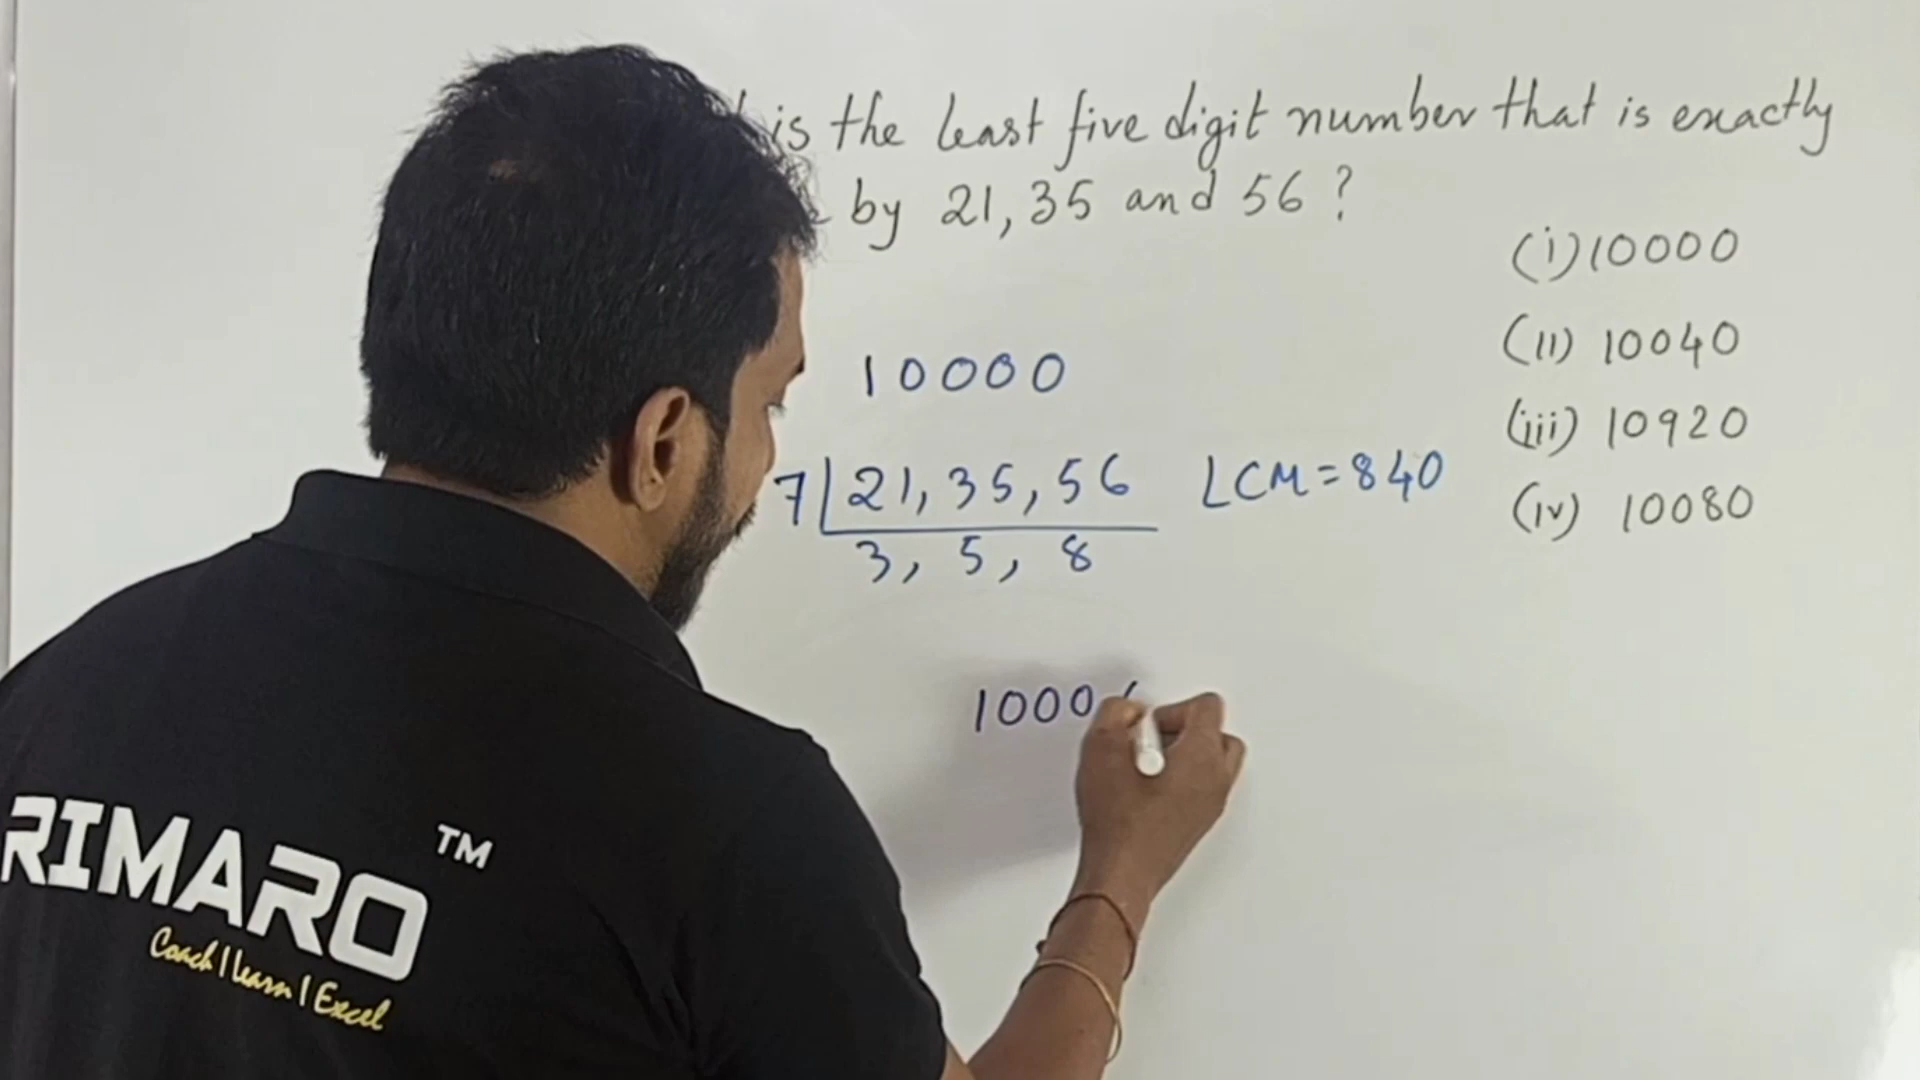 is the least five digit number that is exactly
by 21, 35 and 56 ?
(i) 10000
(ii) 10040
(iii) 10920
(iv) 10080
10000
7 21, 35, 56 LCM = 840
3, 5, 8
1000
RIMARO TM
Coach | Learn | Excel